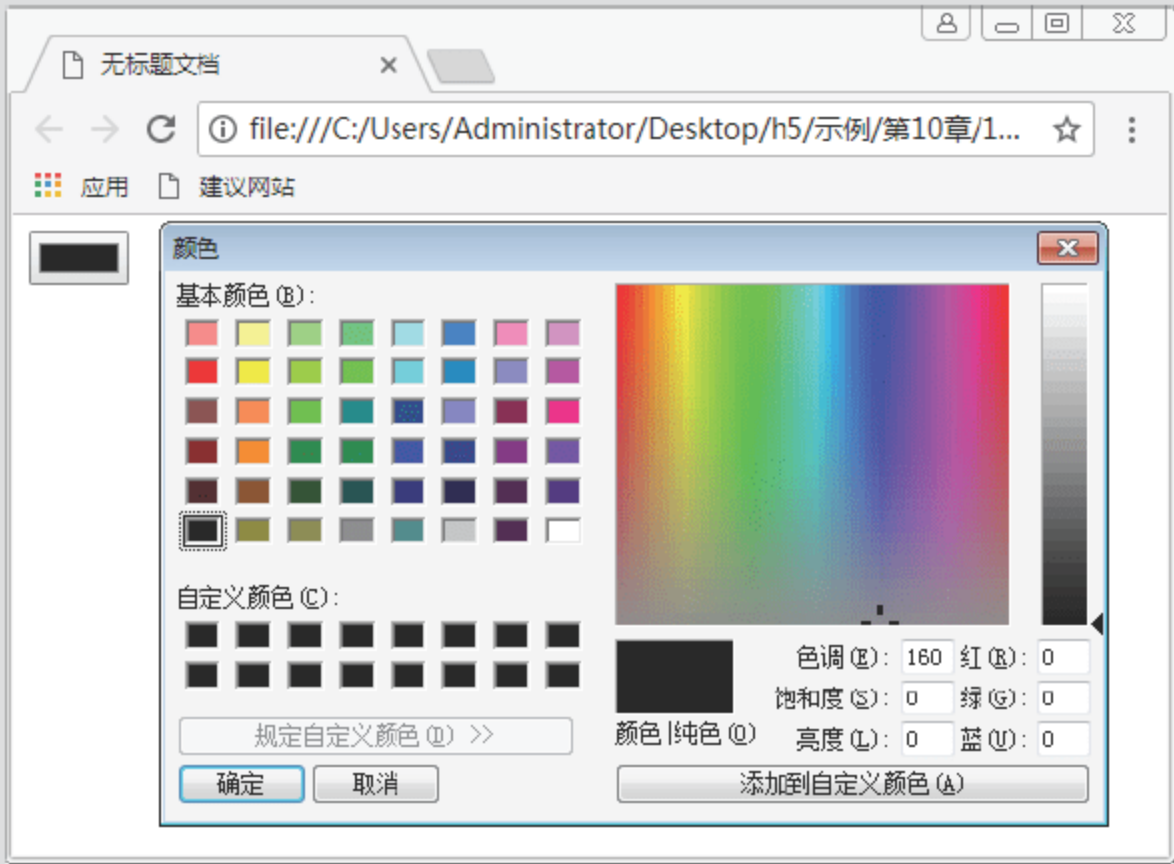 无标题文档
file:///C:/Users/Administrator/Desktop/h5/示例/第10章/1...
应用 建议网站
颜色
基本颜色(B):
自定义颜色(C):
规定自定义颜色(D) >>
确定 取消
颜色|纯色(O)
色调(E): 160 红(R): 0
饱和度(S): 0 绿(G): 0
亮度(L): 0 蓝(U): 0
添加到自定义颜色(A)